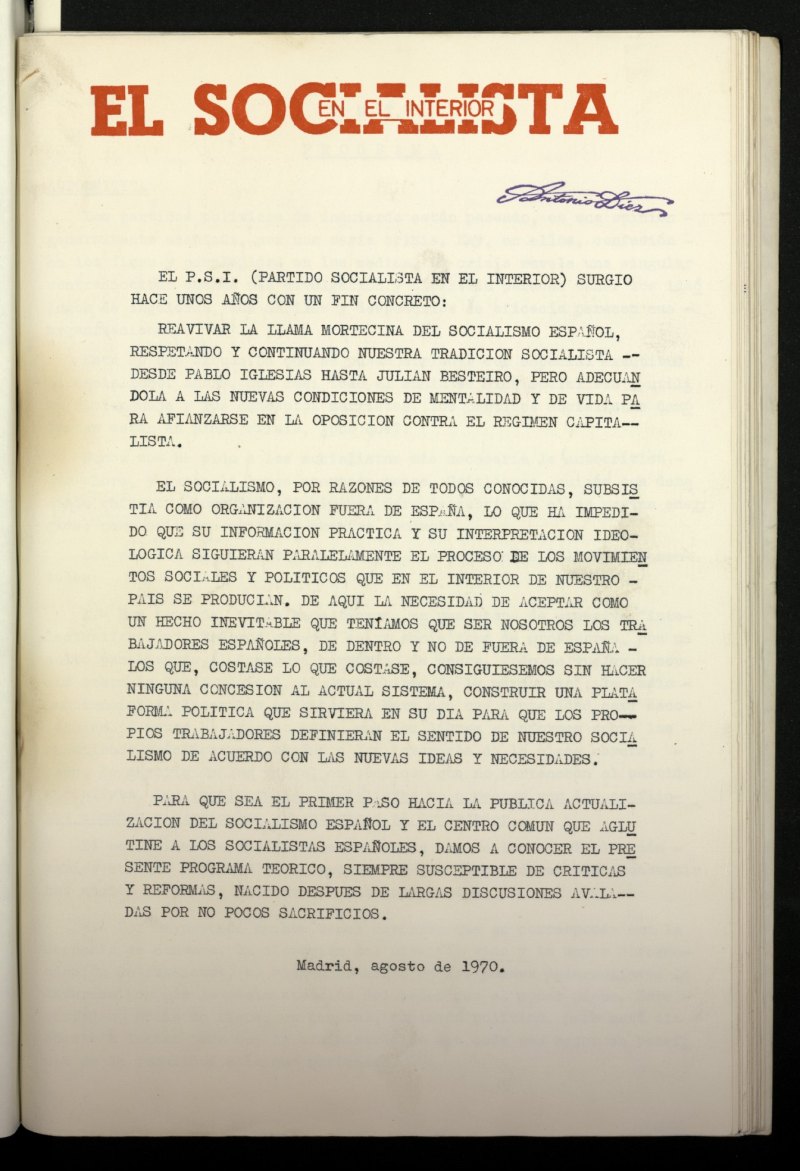 EL SOCIALISTA
EN EL INTERIOR
Antonio Díez
EL P.S.I. (PARTIDO SOCIALISTA EN EL INTERIOR) SURGIO
HACE UNOS AÑOS CON UN FIN CONCRETO:
REAVIVAR LA LLAMA MORTECINA DEL SOCIALISMO ESPAÑOL,
RESPETANDO Y CONTINUANDO NUESTRA TRADICION SOCIALISTA --
DESDE PABLO IGLESIAS HASTA JULIAN BESTEIRO, PERO ADECUAN
DOLA A LAS NUEVAS CONDICIONES DE MENTALIDAD Y DE VIDA PA
RA AFIANZARSE EN LA OPOSICION CONTRA EL REGIMEN CAPITA--
LISTA.
EL SOCIALISMO, POR RAZONES DE TODOS CONOCIDAS, SUBSIS
TIA COMO ORGANIZACION FUERA DE ESPAÑA, LO QUE HA IMPEDI-
DO QUE SU INFORMACION PRACTICA Y SU INTERPRETACION IDEO-
LOGICA SIGUIERAN PARALELAMENTE EL PROCESO DE LOS MOVIMIEN
TOS SOCIALES Y POLITICOS QUE EN EL INTERIOR DE NUESTRO -
PAIS SE PRODUCIAN. DE AQUI LA NECESIDAD DE ACEPTAR COMO
UN HECHO INEVITABLE QUE TENÍAMOS QUE SER NOSOTROS LOS TRA
BAJADORES ESPAÑOLES, DE DENTRO Y NO DE FUERA DE ESPAÑA -
LOS QUE, COSTASE LO QUE COSTASE, CONSIGUIESEMOS SIN HACER
NINGUNA CONCESION AL ACTUAL SISTEMA, CONSTRUIR UNA PLATA
FORMA POLITICA QUE SIRVIERA EN SU DIA PARA QUE LOS PRO--
PIOS TRABAJADORES DEFINIERAN EL SENTIDO DE NUESTRO SOCIA
LISMO DE ACUERDO CON LAS NUEVAS IDEAS Y NECESIDADES.
PARA QUE SEA EL PRIMER PASO HACIA LA PUBLICA ACTUALI-
ZACION DEL SOCIALISMO ESPAÑOL Y EL CENTRO COMUN QUE AGLU
TINE A LOS SOCIALISTAS ESPAÑOLES, DAMOS A CONOCER EL PRE
SENTE PROGRAMA TEORICO, SIEMPRE SUSCEPTIBLE DE CRITICAS
Y REFORMAS, NACIDO DESPUES DE LARGAS DISCUSIONES AVALA--
DAS POR NO POCOS SACRIFICIOS.
Madrid, agosto de 1970.